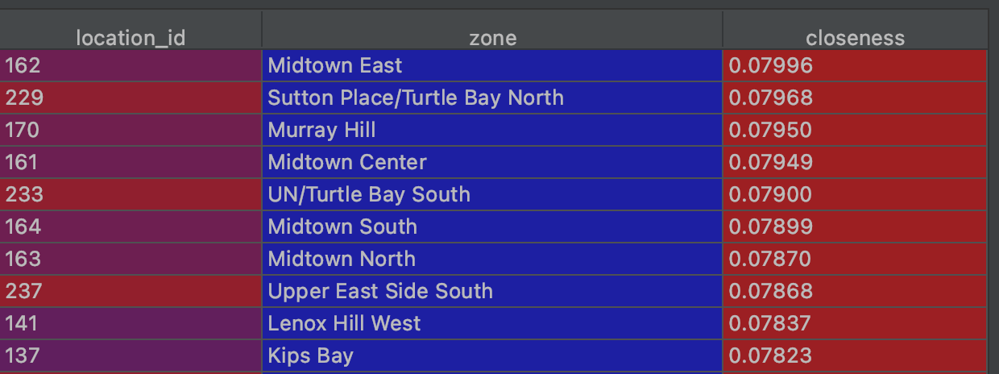 location_id zone closeness
162 Midtown East 0.07996
229 Sutton Place/Turtle Bay North 0.07968
170 Murray Hill 0.07950
161 Midtown Center 0.07949
233 UN/Turtle Bay South 0.07900
164 Midtown South 0.07899
163 Midtown North 0.07870
237 Upper East Side South 0.07868
141 Lenox Hill West 0.07837
137 Kips Bay 0.07823